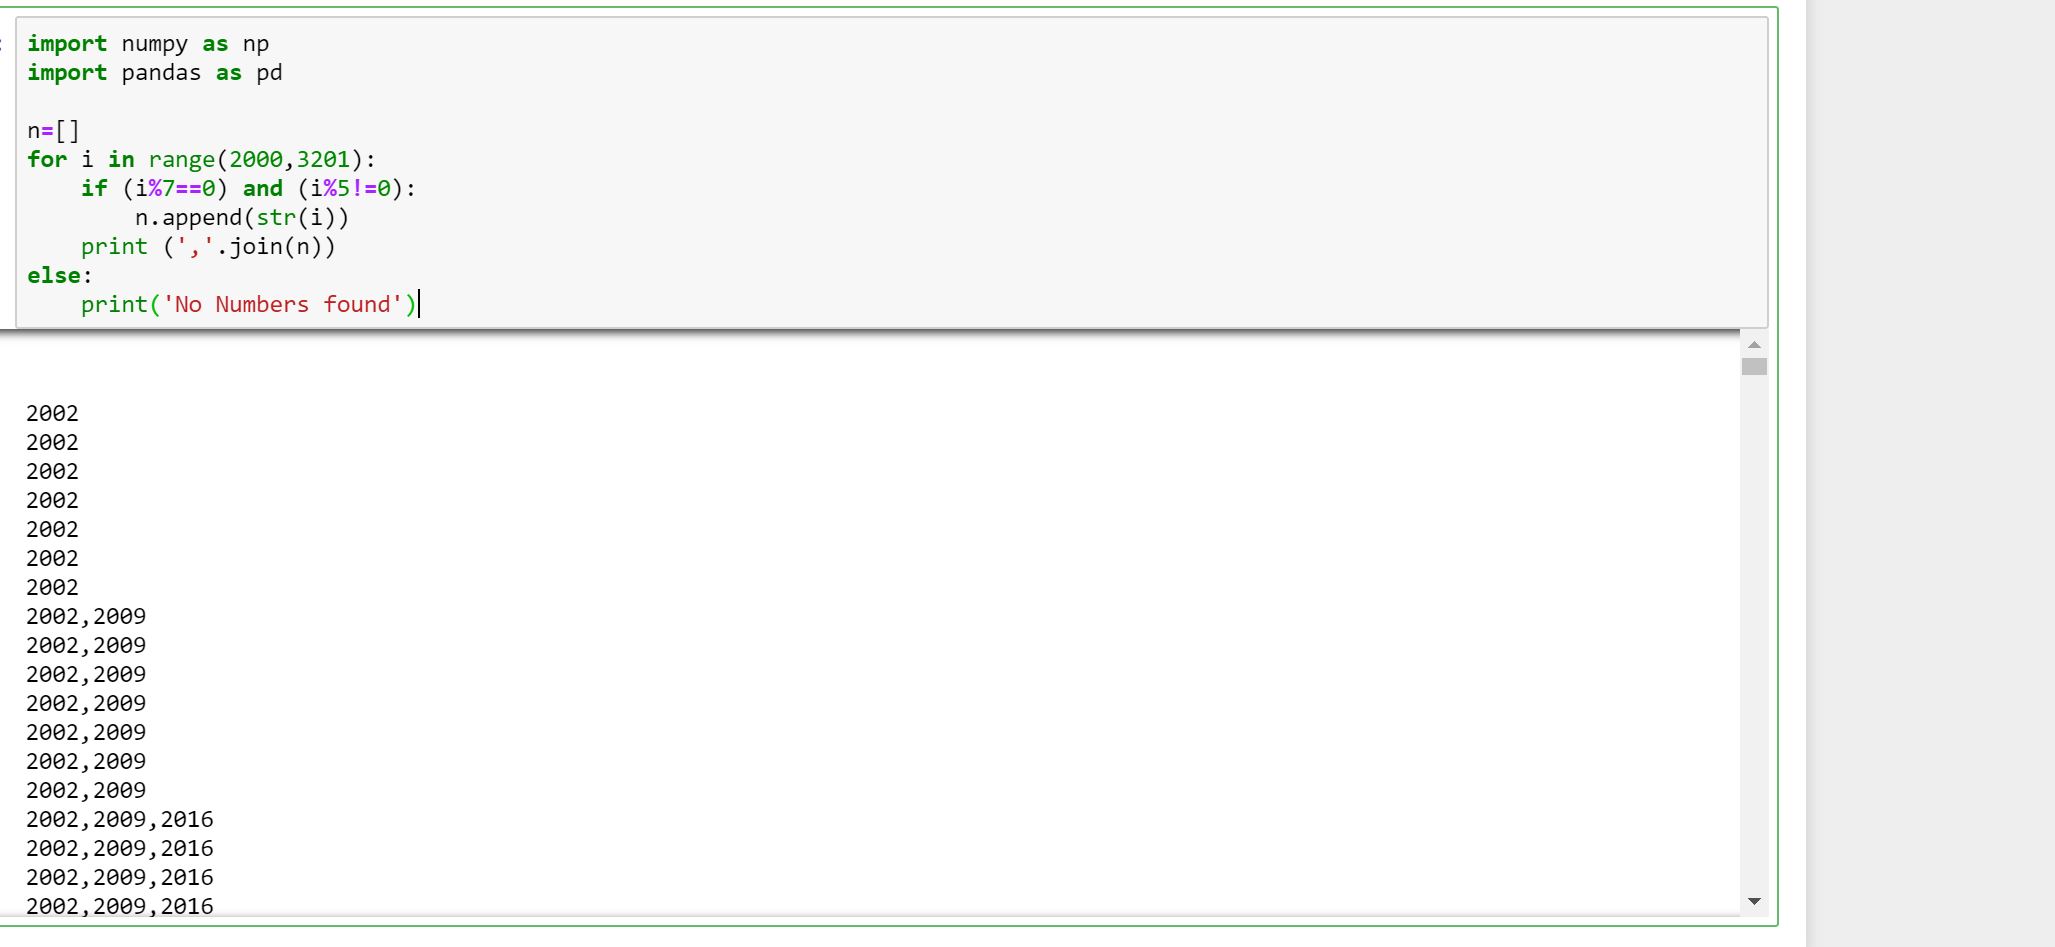 import numpy as np
import pandas as pd
n=[]
for i in range(2000,3201):
    if (i%7==0) and (i%5!=0):
        n.append(str(i))
    print (','.join(n))
else:
    print('No Numbers found')
2002
2002
2002
2002
2002
2002
2002
2002,2009
2002,2009
2002,2009
2002,2009
2002,2009
2002,2009
2002,2009
2002,2009,2016
2002,2009,2016
2002,2009,2016
2002,2009,2016